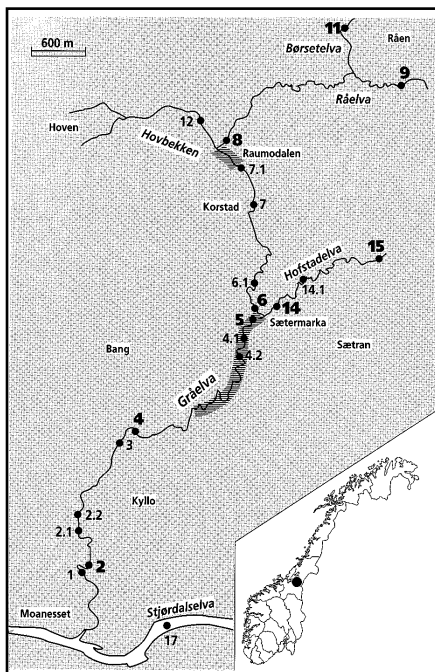 11
Børsetelva
Råen
600 m
9
Råelva
12
Hoven
Hovbekken
8
Raumodalen
7.1
7
Korstad
15
Hofstadelva
6.1
14.1
6
14
5
Sætermarka
4.1
Sætran
Bang
4.2
Gråelva
4
3
Kyllo
2.2
2.1
2
1
Moanesset
Stjørdalselva
17